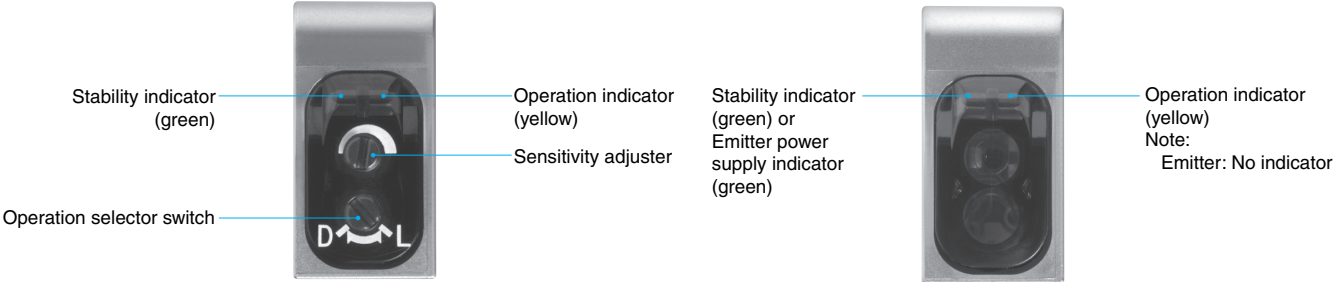 Stability indicator
(green)
Operation indicator
(yellow)
Sensitivity adjuster
Operation selector switch
D L
Stability indicator
(green) or
Emitter power
supply indicator
(green)
Operation indicator
(yellow)
Note:
Emitter: No indicator